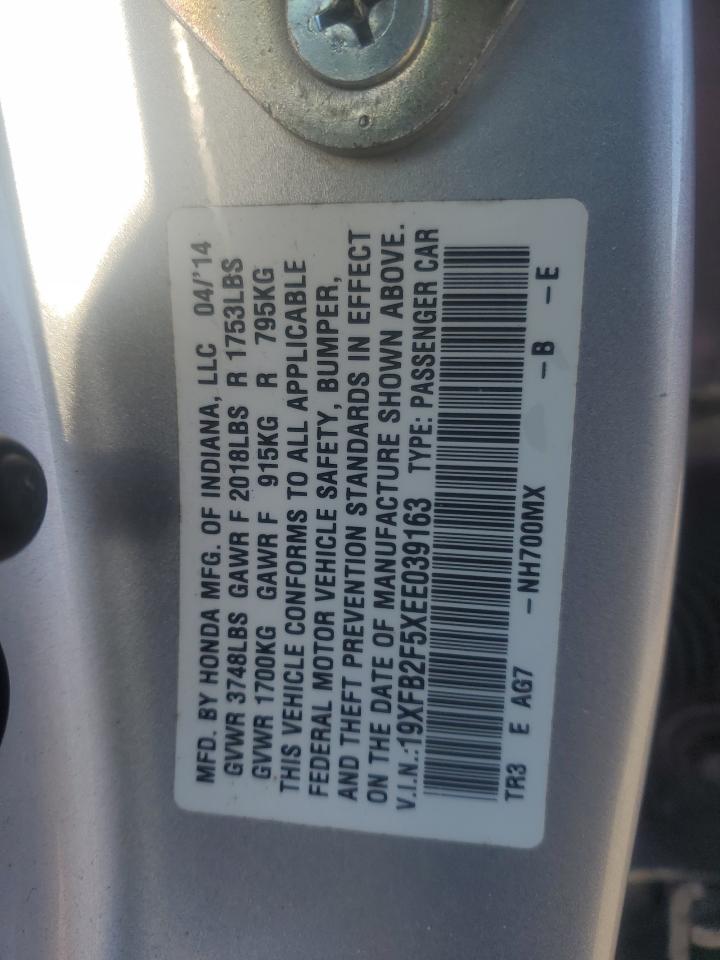 MFD. BY HONDA MFG. OF INDIANA, LLC 04/'14
GVWR 3748LBS GAWR F 2018LBS R 1753LBS
GVWR 1700KG GAWR F 915KG R 795KG
THIS VEHICLE CONFORMS TO ALL APPLICABLE
FEDERAL MOTOR VEHICLE SAFETY, BUMPER,
AND THEFT PREVENTION STANDARDS IN EFFECT
ON THE DATE OF MANUFACTURE SHOWN ABOVE.
V.I.N.:19XFB2F5XEE039163 TYPE: PASSENGER CAR
TR3 E AG7 -NH700MX -B -E